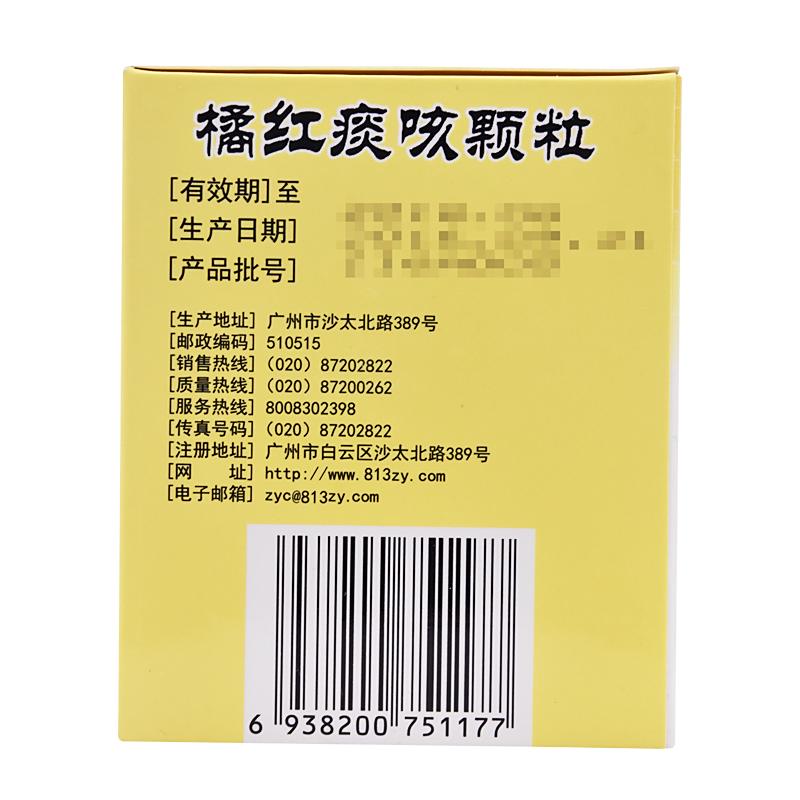 橘红痰咳颗粒
[有效期]至
[生产日期]
[产品批号]
[生产地址] 广州市沙太北路389号
[邮政编码] 510515
[销售热线] (020) 87202822
[质量热线] (020) 87200262
[服务热线] 8008302398
[传真号码] (020) 87202822
[注册地址] 广州市白云区沙太北路389号
[网 址] http://www.813zy.com
[电子邮箱] zyc@813zy.com
6 938200 751177